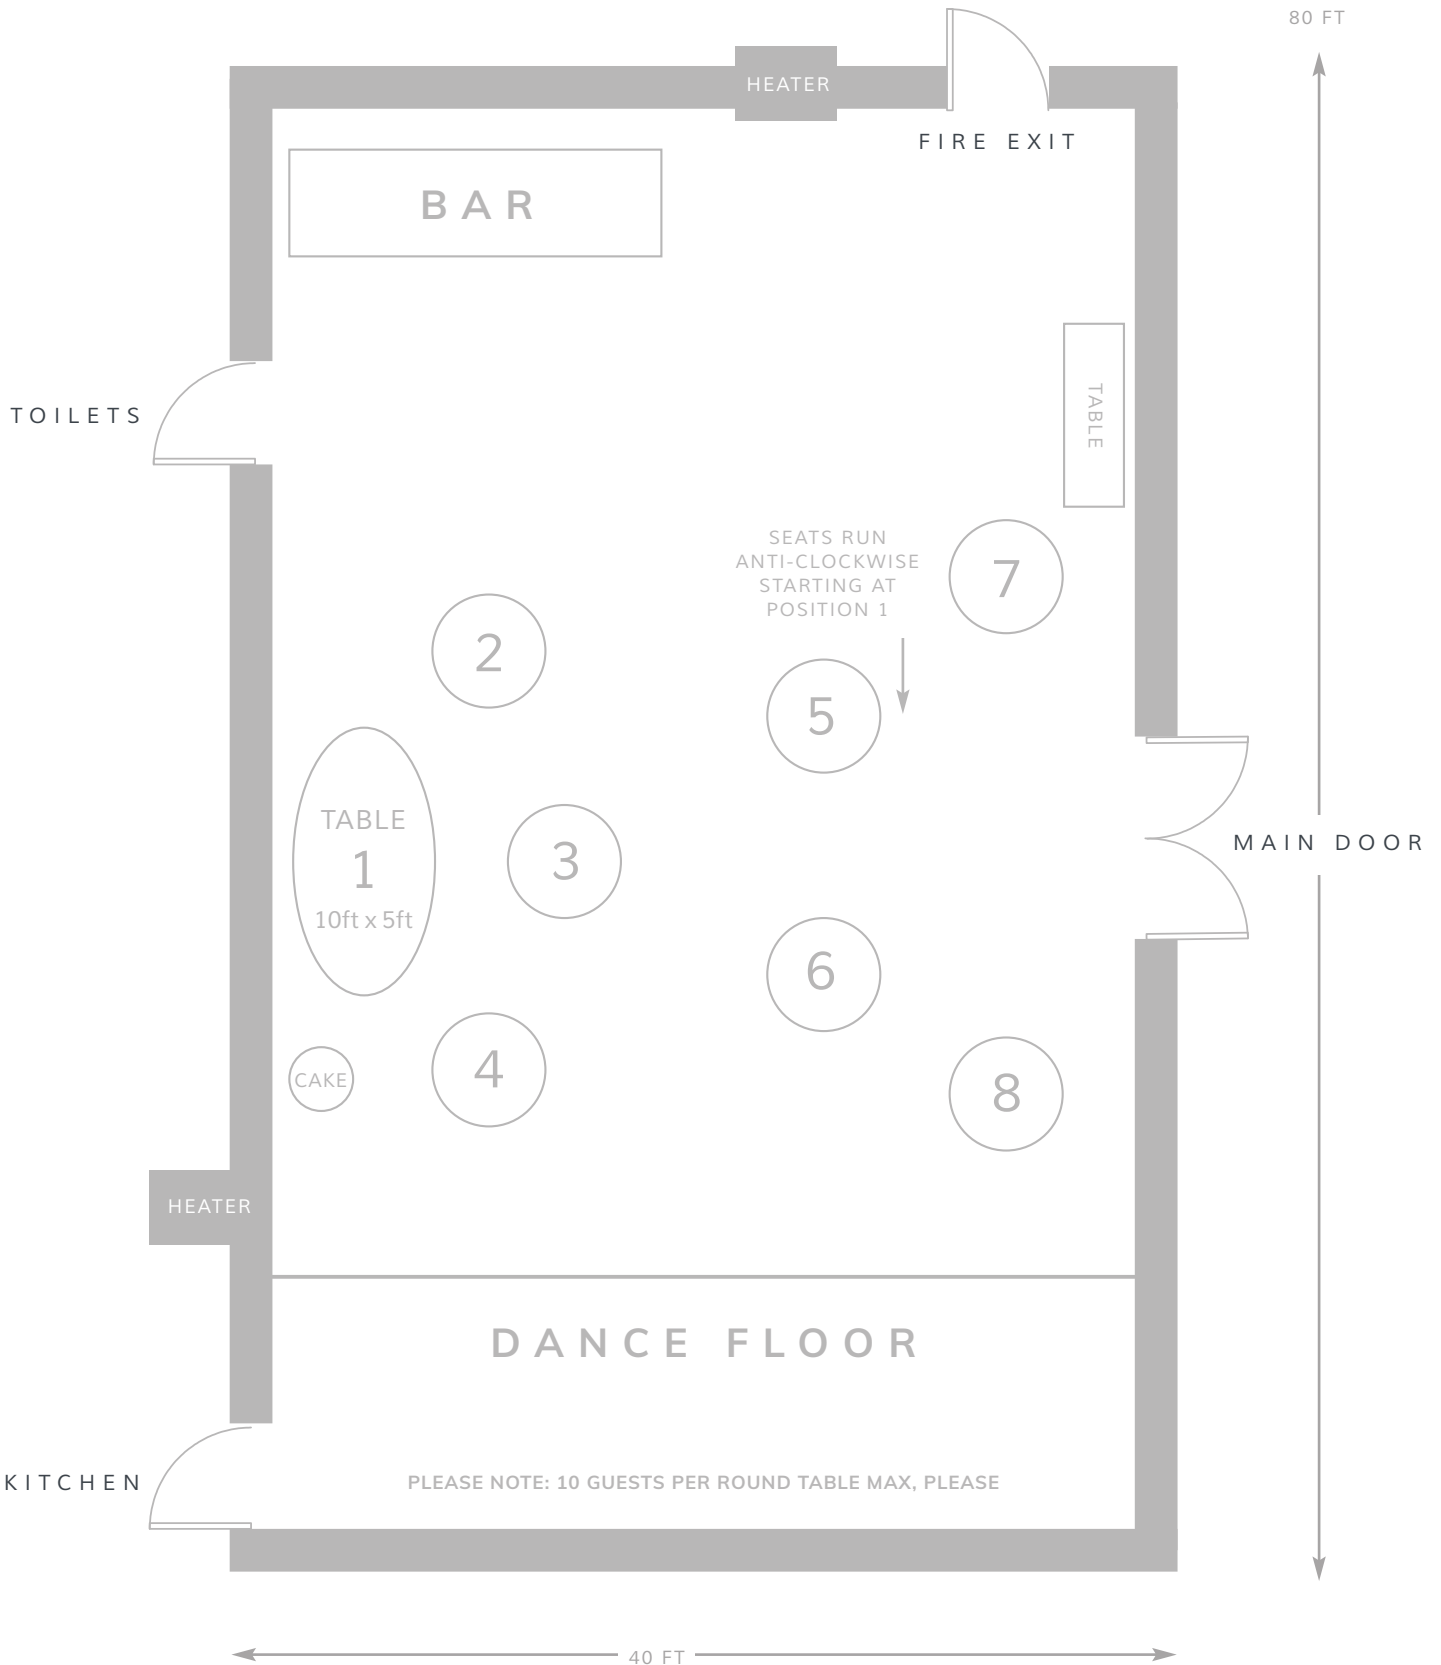 80 FT
HEATER
FIRE EXIT
BAR
TOILETS
TABLE
SEATS RUN
ANTI-CLOCKWISE
STARTING AT
POSITION 1
7
2
5
TABLE
1
10ft x 5ft
3
MAIN DOOR
6
4
CAKE
8
HEATER
DANCE FLOOR
KITCHEN
PLEASE NOTE: 10 GUESTS PER ROUND TABLE MAX, PLEASE
40 FT